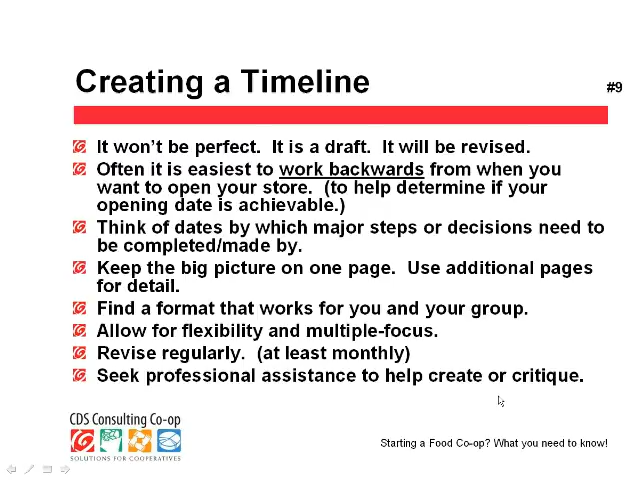 Creating a Timeline
#9
It won't be perfect.  It is a draft.  It will be revised.
Often it is easiest to work backwards from when you
want to open your store.  (to help determine if your
opening date is achievable.)
Think of dates by which major steps or decisions need to
be completed/made by.
Keep the big picture on one page.  Use additional pages
for detail.
Find a format that works for you and your group.
Allow for flexibility and multiple-focus.
Revise regularly.  (at least monthly)
Seek professional assistance to help create or critique.
CDS Consulting Co-op
SOLUTIONS FOR COOPERATIVES
Starting a Food Co-op? What you need to know!